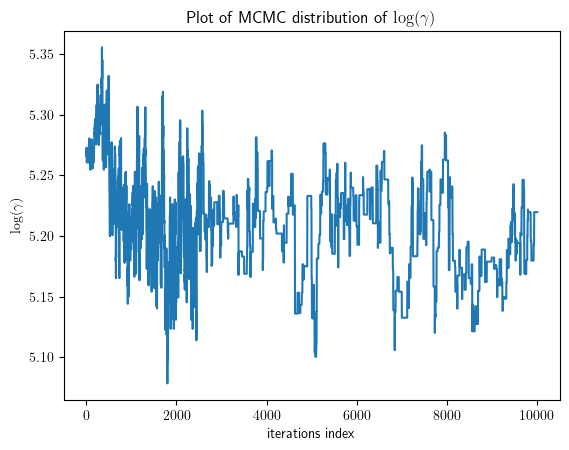 Plot of MCMC distribution of log(γ)
5.35
5.30
5.25
5.20
5.15
5.10
log(γ)
0 2000 4000 6000 8000 10000
iterations index